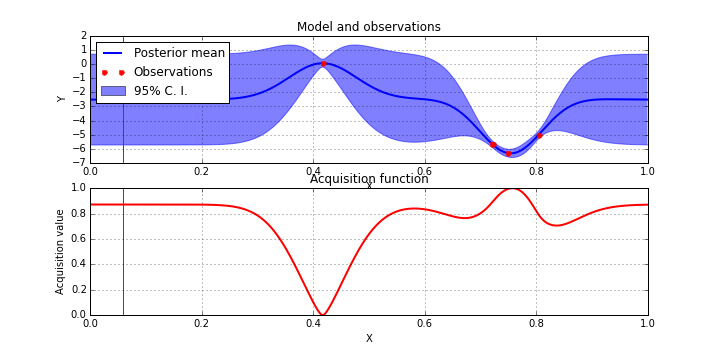 Model and observations
Y
2
1
0
−1
−2
−3
−4
−5
−6
−7
Posterior mean
Observations
95% C. I.
0.0 0.2 0.4 0.6 0.8 1.0
X
Acquisition function
Acquisition value
1.0
0.8
0.6
0.4
0.2
0.0
0.0 0.2 0.4 0.6 0.8 1.0
X